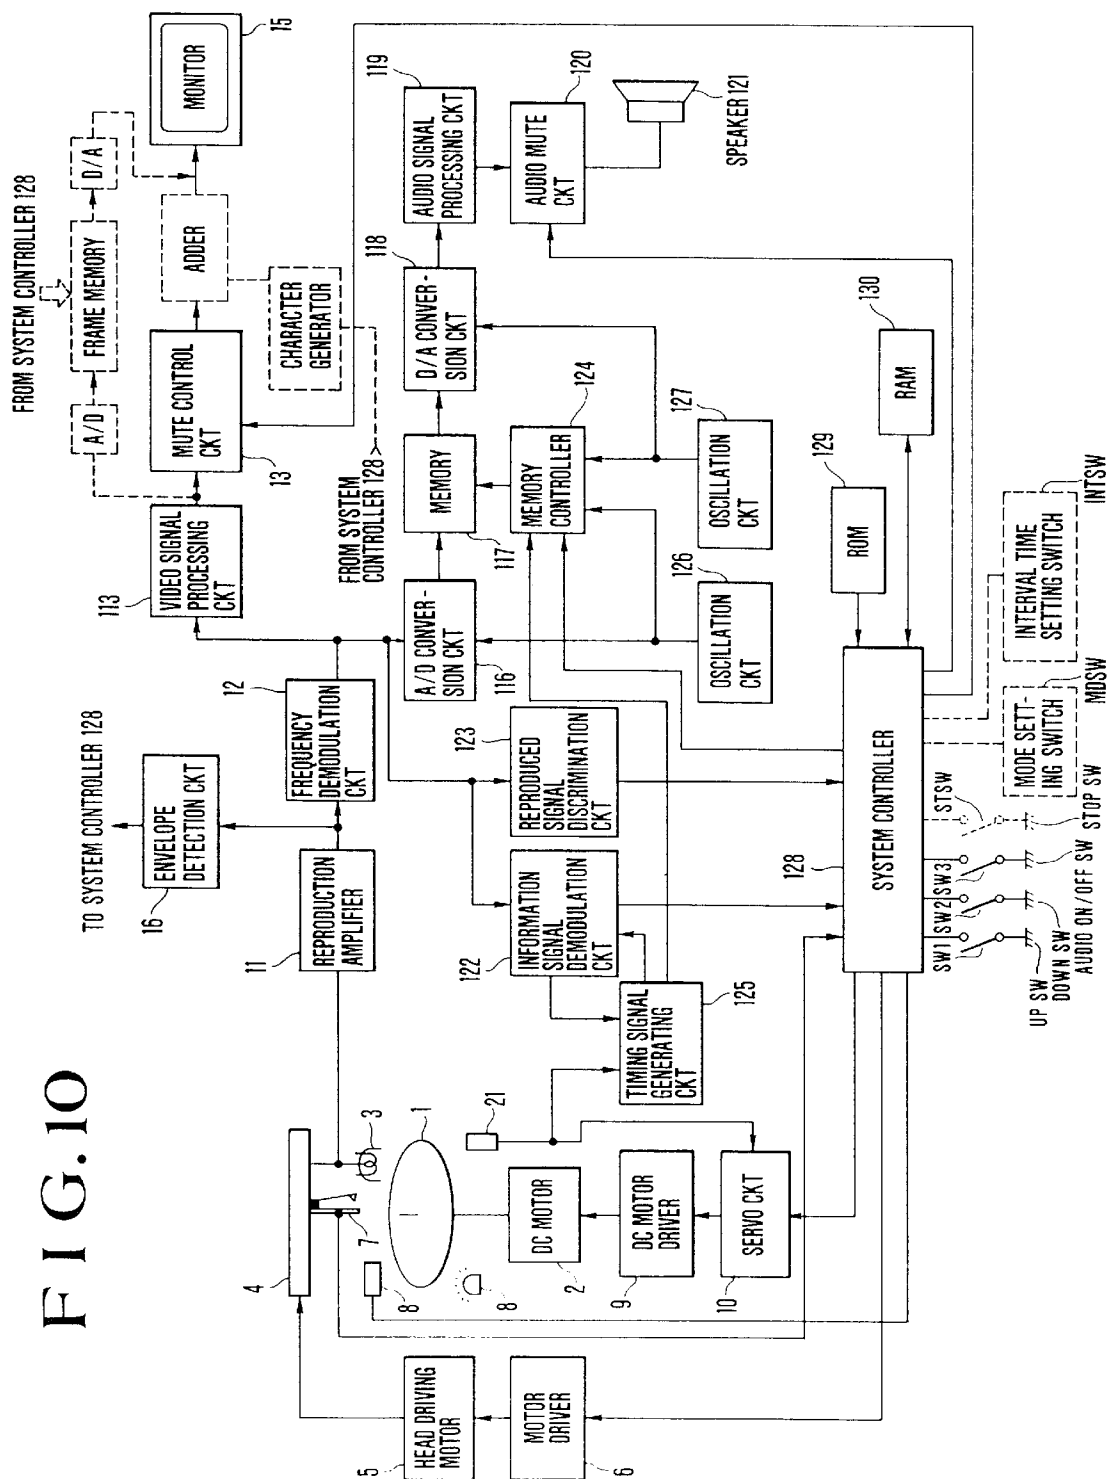 FIG.10
4
HEAD DRIVING
MOTOR
5
MOTOR
DRIVER
6
7
3
8
8
1
21
DC MOTOR
2
DC MOTOR
DRIVER
9
SERVO CKT
10
TO SYSTEM CONTROLLER 128
ENVELOPE
DETECTION CKT
16
REPRODUCTION
AMPLIFIER
11
FREQUENCY
DEMODULATION
CKT
12
INFORMATION
SIGNAL
DEMODULATION
CKT
122
REPRODUCED
SIGNAL
DISCRIMINATION
CKT
123
TIMING SIGNAL
GENERATING
CKT
125
FROM SYSTEM CONTROLLER 128
VIDEO SIGNAL
PROCESSING
CKT
113
A/D
FRAME MEMORY
D/A
MUTE CONTROL
CKT
13
ADDER
MONITOR
15
CHARACTER
GENERATOR
FROM SYSTEM
CONTROLLER 128
A/D CONVER-
SION CKT
116
MEMORY
117
D/A CONVER-
SION CKT
118
AUDIO SIGNAL
PROCESSING CKT
119
MEMORY
CONTROLLER
124
AUDIO MUTE
CKT
120
SPEAKER 121
OSCILLATION
CKT
126
OSCILLATION
CKT
127
SYSTEM CONTROLLER
128
ROM
129
RAM
130
SW1
SW2
SW3
STSW
UP SW
DOWN SW
AUDIO ON/OFF SW
STOP SW
MODE SETT-
ING SWITCH
MDSW
INTERVAL TIME
SETTING SWITCH
INTSW